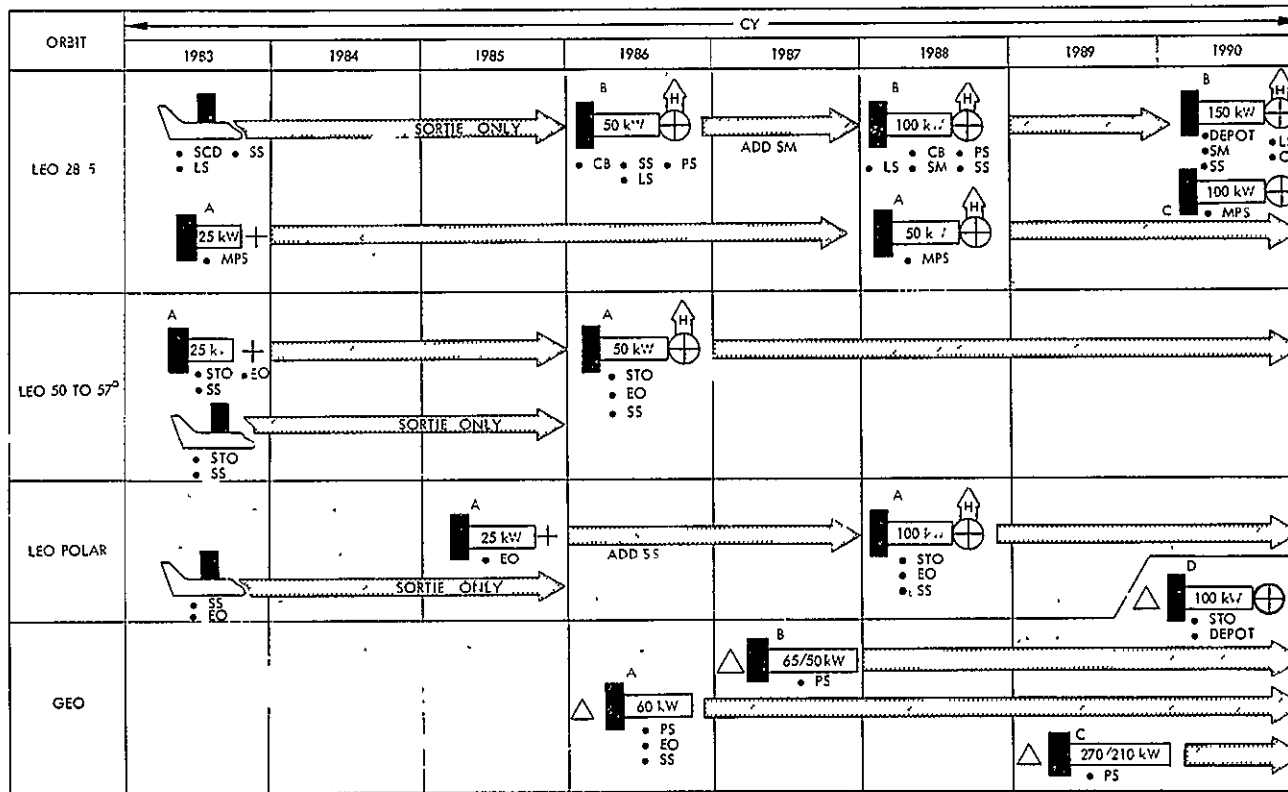 CY
ORBIT
1983 1984 1985 1986 1987 1988 1989 1990
LEO 28 5
SORTIE ONLY
• SCD • SS
• LS
B
H
50 kW
• CB • SS • PS
• LS
ADD SM
B
H
100 kW
• CB • PS
• LS • SM • SS
B
H
150 kW
• DEPOT
• SM
• SS
H
100 kW
C
• MPS
A
25 kW
• MPS
A
H
50 k
• MPS
LEO 50 TO 57°
A
25 k
• STO • EO
• SS
A
H
50 kW
• STO
• EO
• SS
SORTIE ONLY
• STO
• SS
LEO POLAR
A
25 kW
• EO
ADD SS
A
H
100 kW
• STO
• EO
• SS
SORTIE ONLY
• SS
• EO
D
100 kW
• STO
• DEPOT
GEO
B
65/50kW
• PS
A
60 kW
• PS
• EO
• SS
C
270/210 kW
• PS